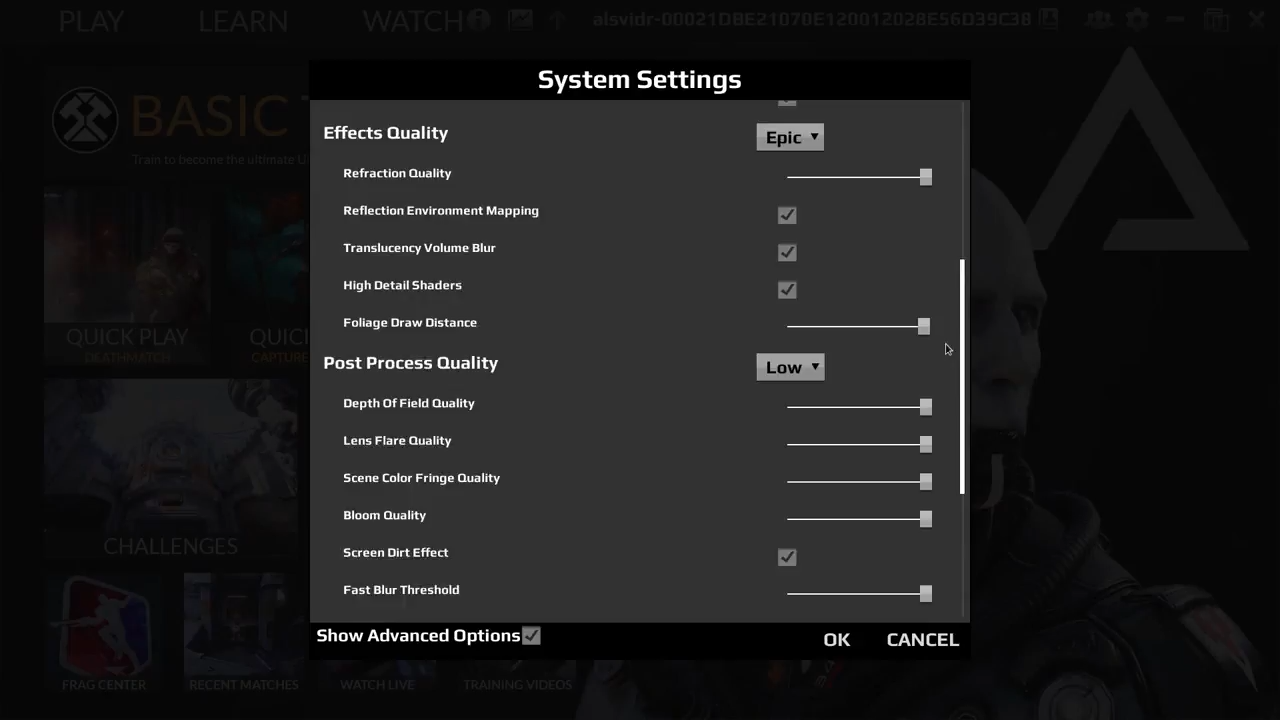 PLAY LEARN WATCH alsvidr-00021DBE21070E120012028E56D39C38
System Settings
BASIC
Train to become the ultimate U
Effects Quality Epic
Refraction Quality
Reflection Environment Mapping
Translucency Volume Blur
High Detail Shaders
Foliage Draw Distance
QUICK PLAY
DEATHMATCH
Post Process Quality Low
Depth Of Field Quality
Lens Flare Quality
Scene Color Fringe Quality
Bloom Quality
CHALLENGES
Screen Dirt Effect
Fast Blur Threshold
Show Advanced Options OK CANCEL
FRAG CENTER RECENT MATCHES WATCH LIVE TRAINING VIDEOS